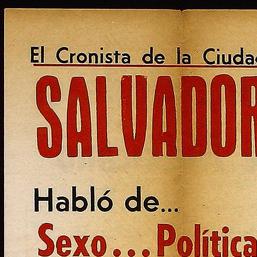 El Cronista de la Ciuda
SALVADOR
Habló de...
Sexo... Política